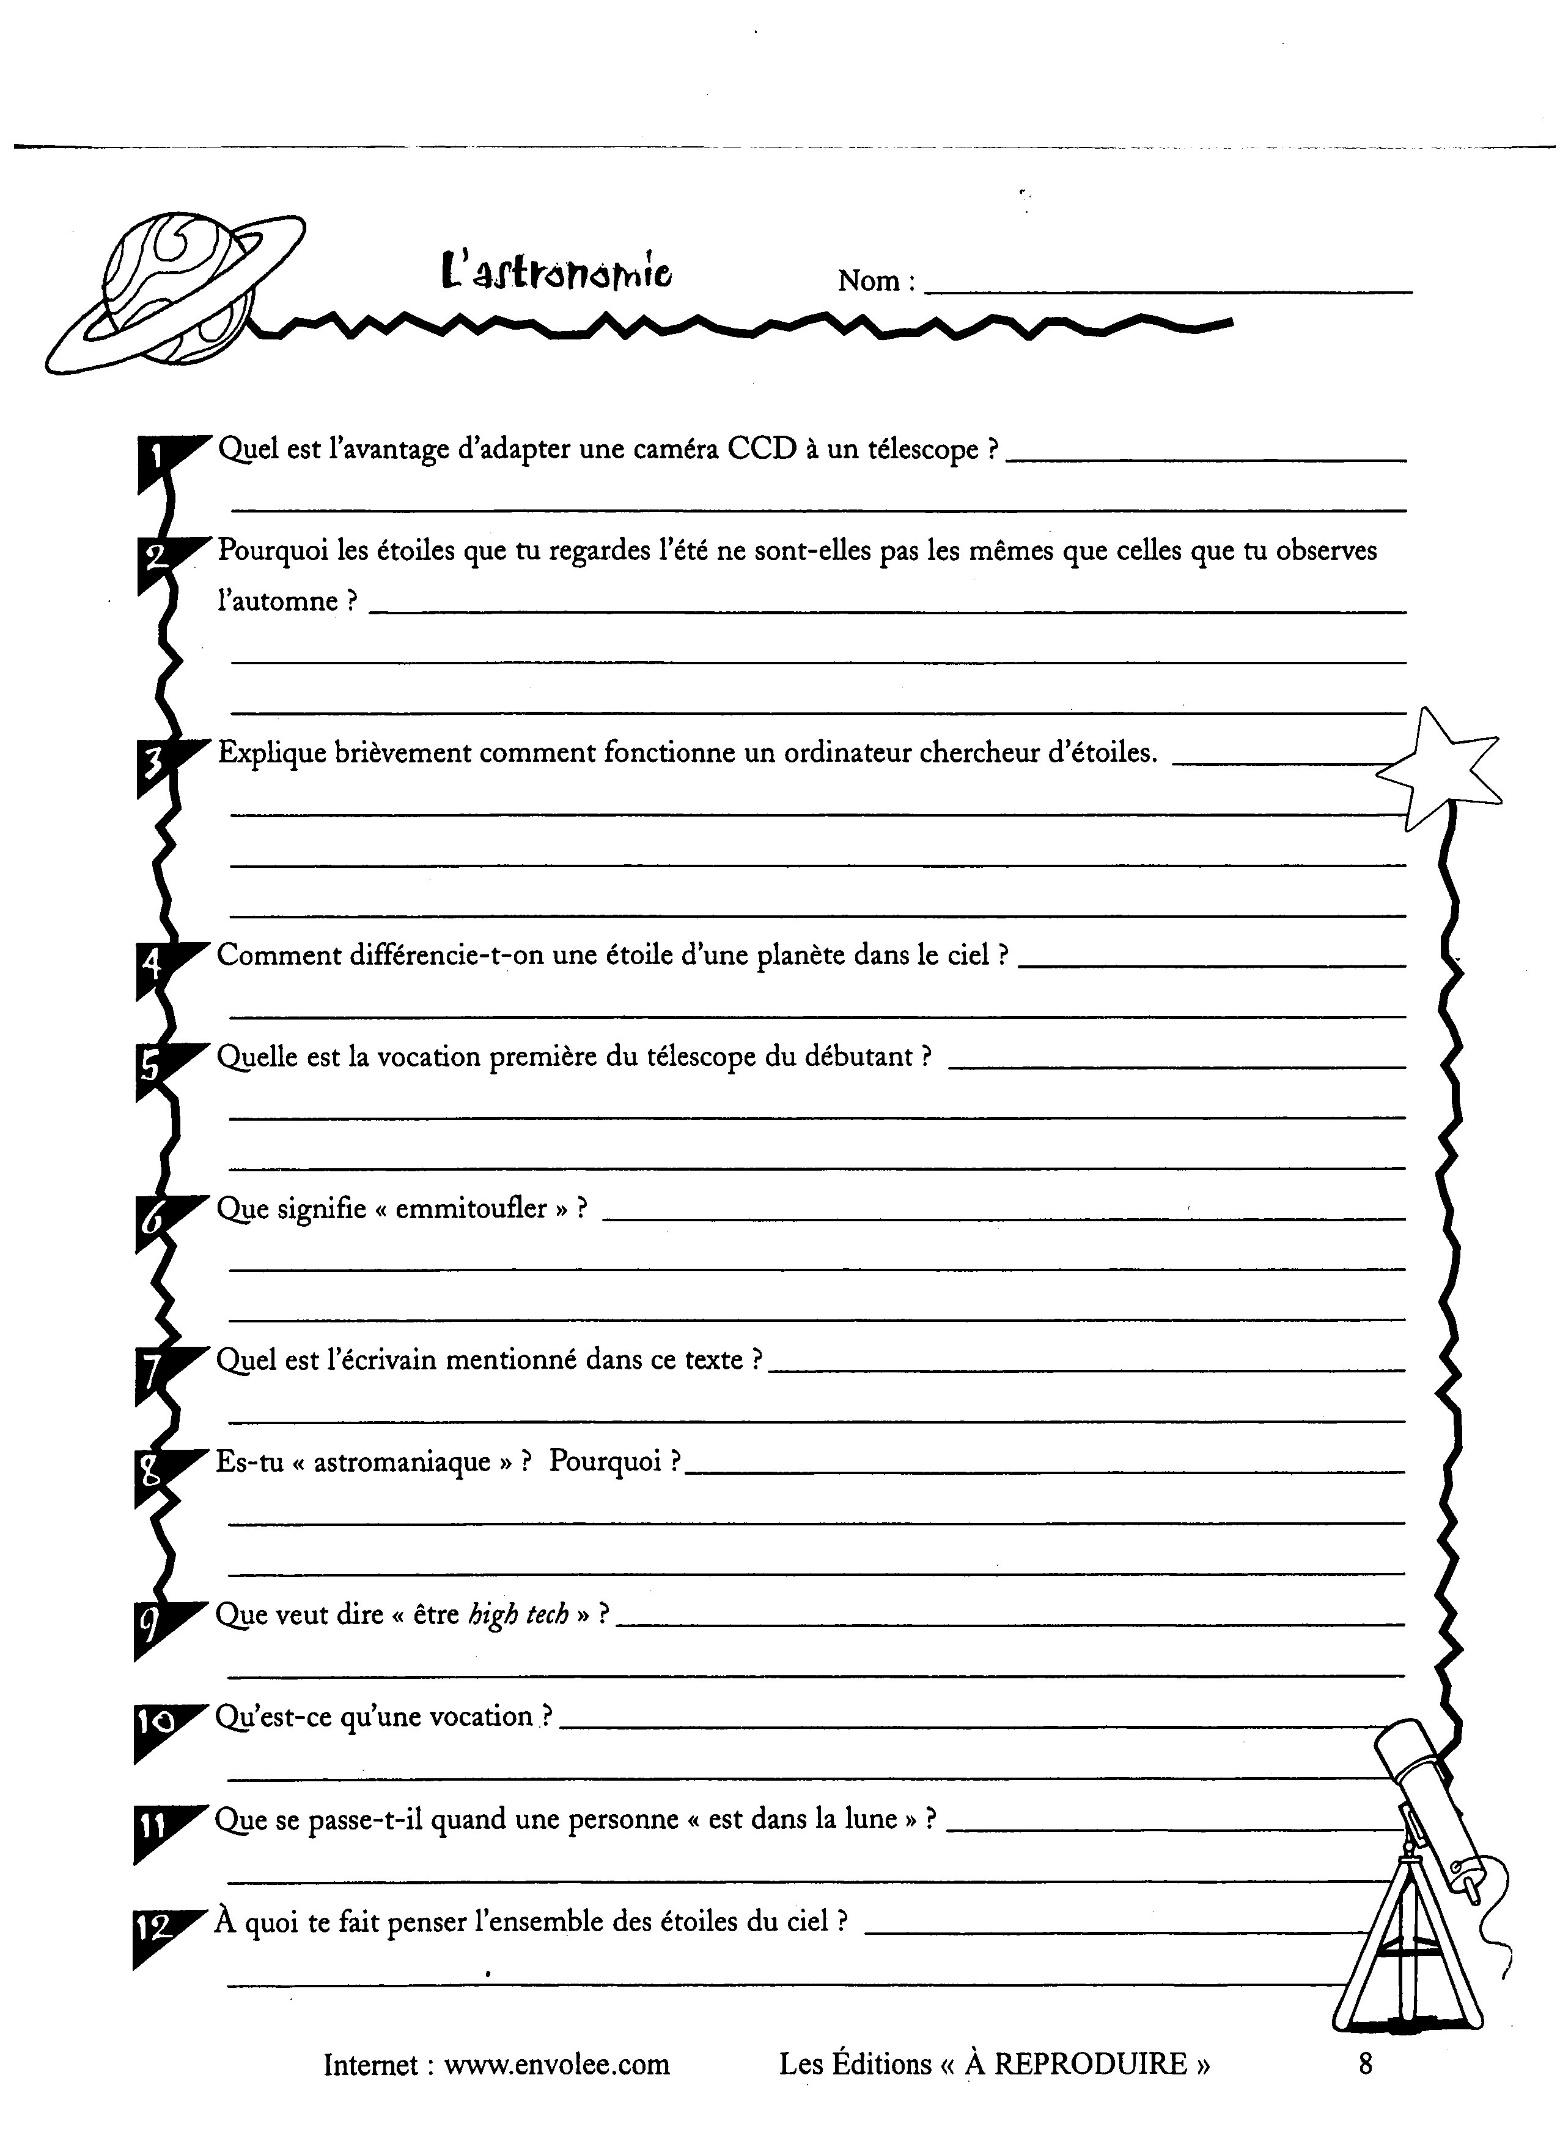 L'astronomie Nom :
1 Quel est l'avantage d'adapter une caméra CCD à un télescope ?
2 Pourquoi les étoiles que tu regardes l'été ne sont-elles pas les mêmes que celles que tu observes
l'automne ?
3 Explique brièvement comment fonctionne un ordinateur chercheur d'étoiles.
4 Comment différencie-t-on une étoile d'une planète dans le ciel ?
5 Quelle est la vocation première du télescope du débutant ?
6 Que signifie « emmitoufler » ?
7 Quel est l'écrivain mentionné dans ce texte ?
8 Es-tu « astromaniaque » ? Pourquoi ?
9 Que veut dire « être high tech » ?
10 Qu'est-ce qu'une vocation ?
11 Que se passe-t-il quand une personne « est dans la lune » ?
12 À quoi te fait penser l'ensemble des étoiles du ciel ?
Internet : www.envolee.com Les Éditions « À REPRODUIRE » 8